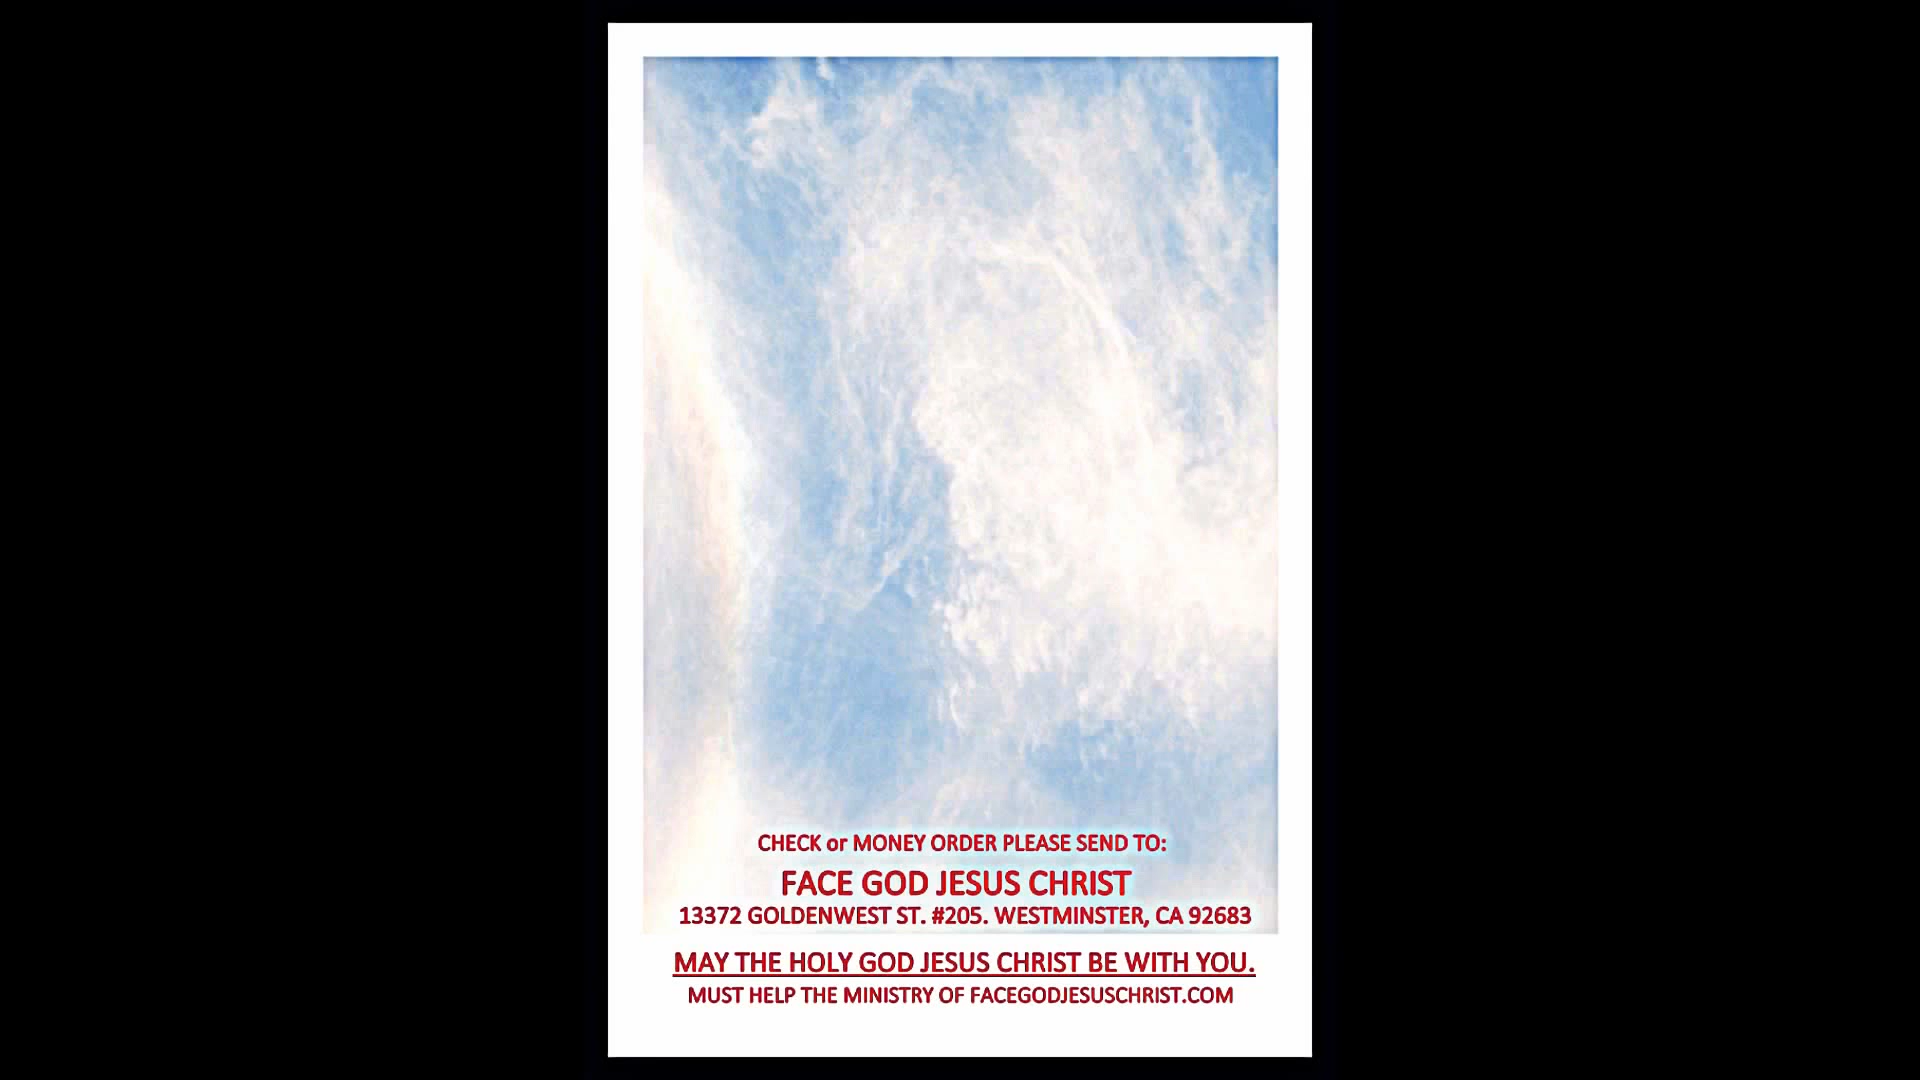 CHECK or MONEY ORDER PLEASE SEND TO:
FACE GOD JESUS CHRIST
13372 GOLDENWEST ST. #205. WESTMINSTER, CA 92683
MAY THE HOLY GOD JESUS CHRIST BE WITH YOU.
MUST HELP THE MINISTRY OF FACEGODJESUSCHRIST.COM